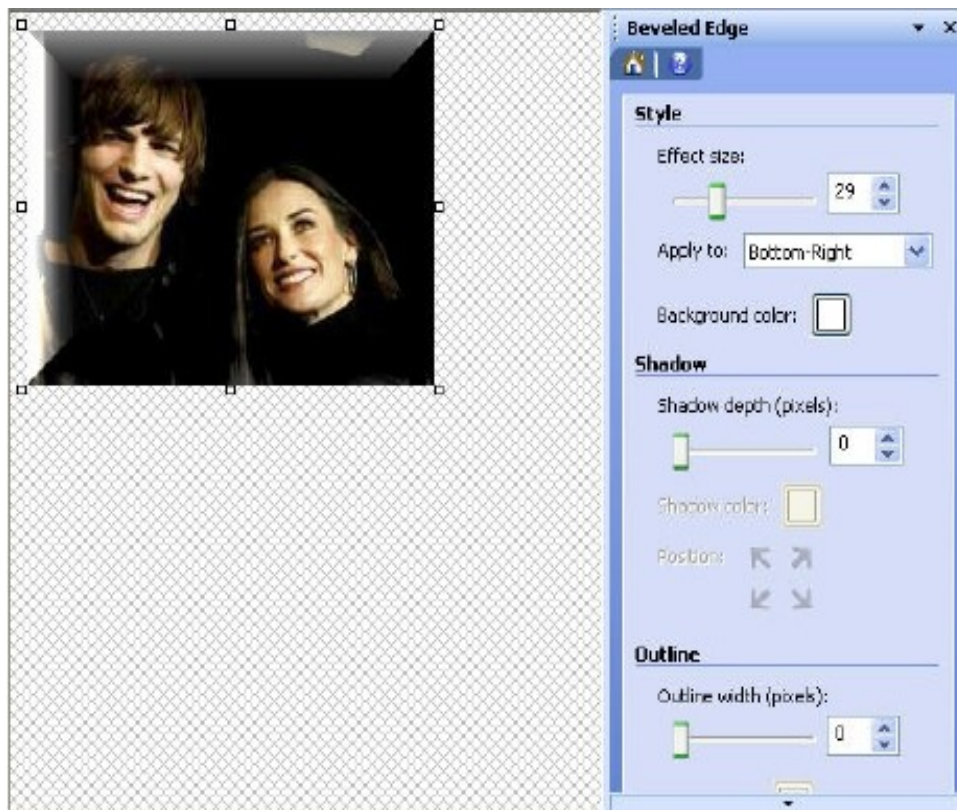 Beveled Edge
Style
Effect size:
29
Apply to: Bottom-Right
Background color:
Shadow
Shadow depth (pixels):
0
Shadow color:
Position:
Outline
Outline width (pixels):
0